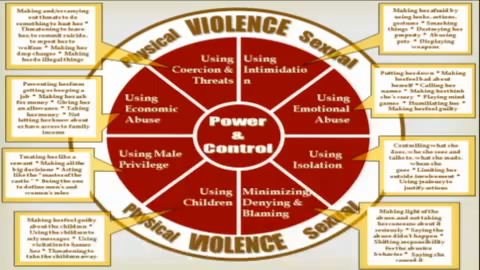 Making and/or carrying
out threats to do
something to hurt her * 
Threatening to leave
her, to commit suicide,
to report her to
welfare * Making her
drop charges * Making
her do illegal things
Physical VIOLENCE Sexual
Making her afraid by
using looks, actions,
gestures * Smashing
things * Destroying her
property * Abusing
pets * Displaying
weapons
Using
Coercion &
Threats
Using
Intimidatio
n
Preventing her from
getting or keeping a
job * Making her ask
for money * Giving her
an allowance * Taking
her money * Not
letting her know about
or have access to family
income
Using
Economic
Abuse
Using
Emotional
Abuse
Putting her down * Making
her feel bad about
herself * Calling her
names * Making her think
she's crazy * Playing mind
games * Humiliating her *
Making her feel guilty
Power
&
Control
Treating her like a
servant * Making all the
big decisions * Acting
like the "master of the
castle." * Being the one
to define men's and
women's roles
Using Male
Privilege
Using
Isolation
Controlling what she
does, who she sees and
talks to, what she reads,
where she
goes * Limiting her
outside involvement *
Using jealousy to
justify actions
Making her feel guilty
about the children *
Using the children to
relay messages * Using
visitation to harass
her * Threatening to
take the children away
Using
Children
Minimizing,
Denying &
Blaming
Making light of the
abuse and not taking
her concerns about it
seriously * Saying the
abuse didn't happen *
Shifting responsibility
for the abusive
behavior * Saying she
caused it
Physical VIOLENCE Sexual